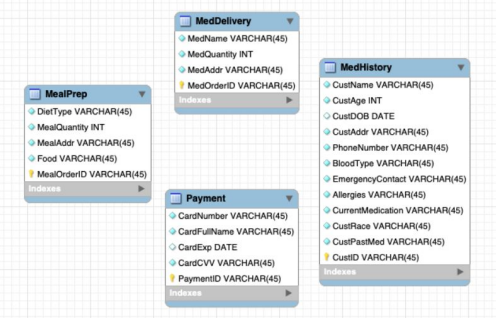 MedDelivery
MedName VARCHAR(45)
MedQuantity INT
MedAddr VARCHAR(45)
MedOrderID VARCHAR(45)
Indexes
MealPrep
DietType VARCHAR(45)
MealQuantity INT
MealAddr VARCHAR(45)
Food VARCHAR(45)
MealOrderID VARCHAR(45)
Indexes
MedHistory
CustName VARCHAR(45)
CustAge INT
CustDOB DATE
CustAddr VARCHAR(45)
PhoneNumber VARCHAR(45)
BloodType VARCHAR(45)
EmergencyContact VARCHAR(45)
Allergies VARCHAR(45)
CurrentMedication VARCHAR(45)
CustRace VARCHAR(45)
CustPastMed VARCHAR(45)
CustID VARCHAR(45)
Indexes
Payment
CardNumber VARCHAR(45)
CardFullName VARCHAR(45)
CardExp DATE
CardCVV VARCHAR(45)
PaymentID VARCHAR(45)
Indexes